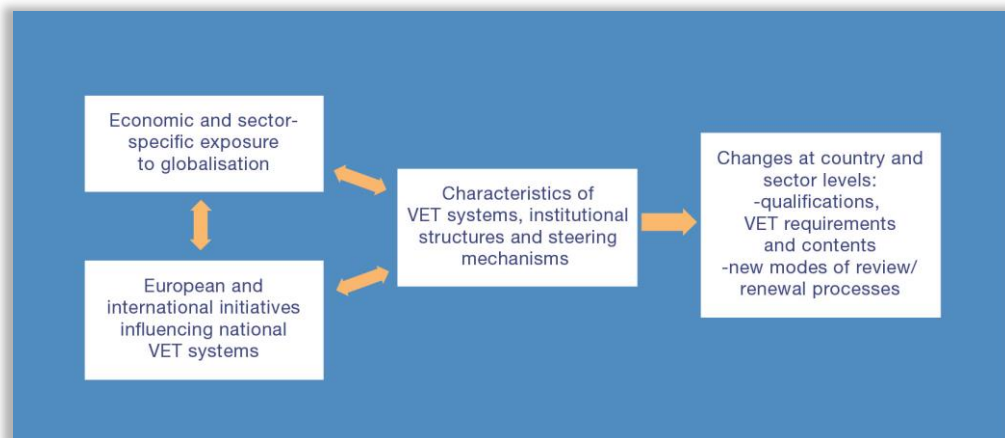 Economic and sector-
specific exposure
to globalisation
European and
international initiatives
influencing national
VET systems
Characteristics of
VET systems, institutional
structures and steering
mechanisms
Changes at country and
sector levels:
-qualifications,
VET requirements
and contents
-new modes of review/
renewal processes